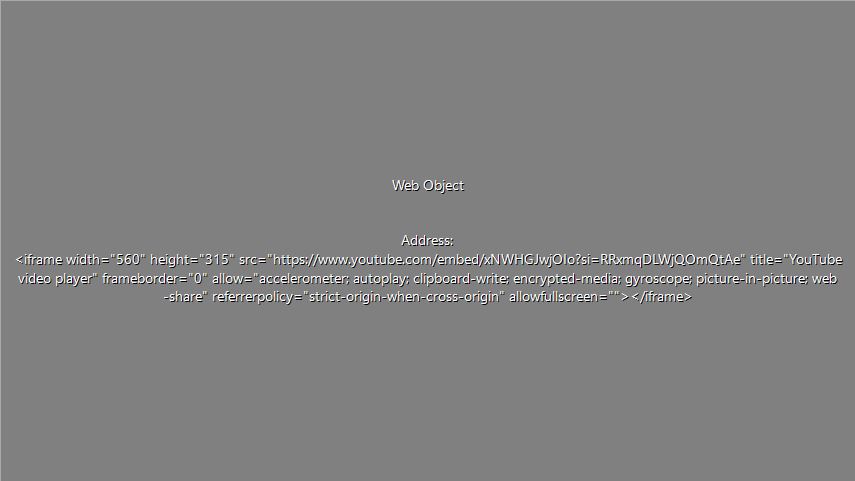 Web Object
Address:
<iframe width="560" height="315" src="https://www.youtube.com/embed/xNWHGJwjOIo?si=RRxmqDLWjQOmQtAe" title="YouTube
video player" frameborder="0" allow="accelerometer; autoplay; clipboard-write; encrypted-media; gyroscope; picture-in-picture; web
-share" referrerpolicy="strict-origin-when-cross-origin" allowfullscreen=""></iframe>